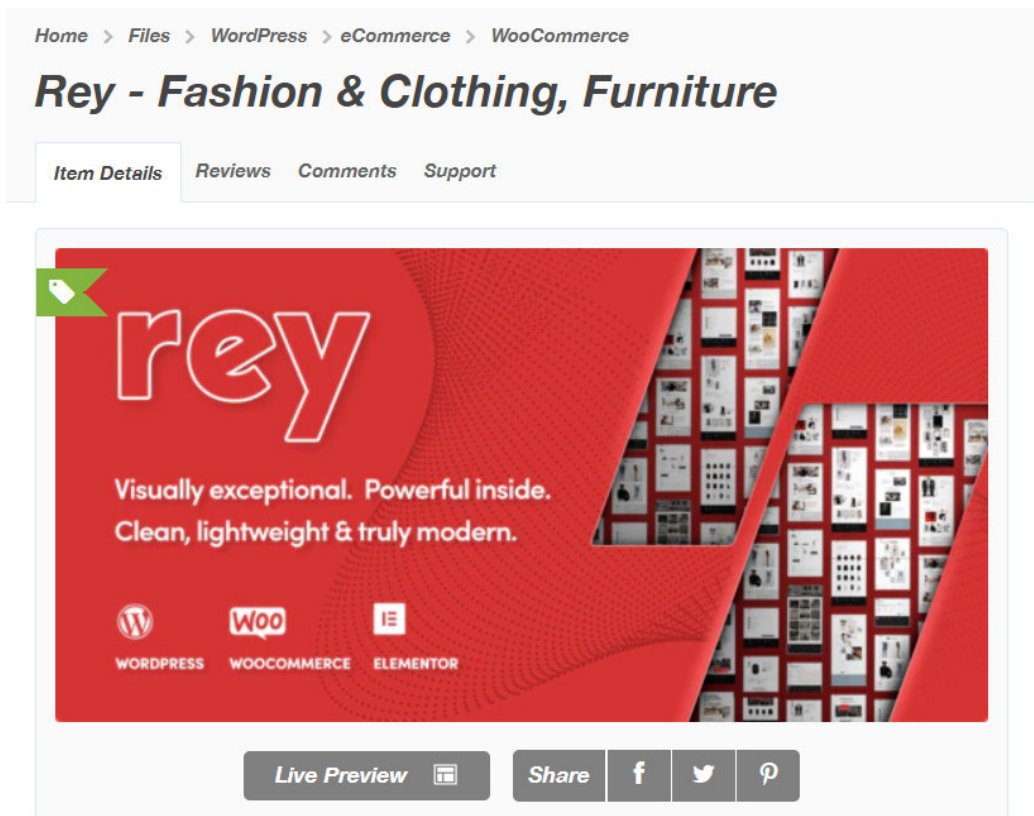 Home > Files > WordPress > eCommerce > WooCommerce
Rey - Fashion & Clothing, Furniture
Item Details Reviews Comments Support
rey
Visually exceptional. Powerful inside.
Clean, lightweight & truly modern.
WOO
WORDPRESS WOOCOMMERCE ELEMENTOR
Live Preview Share